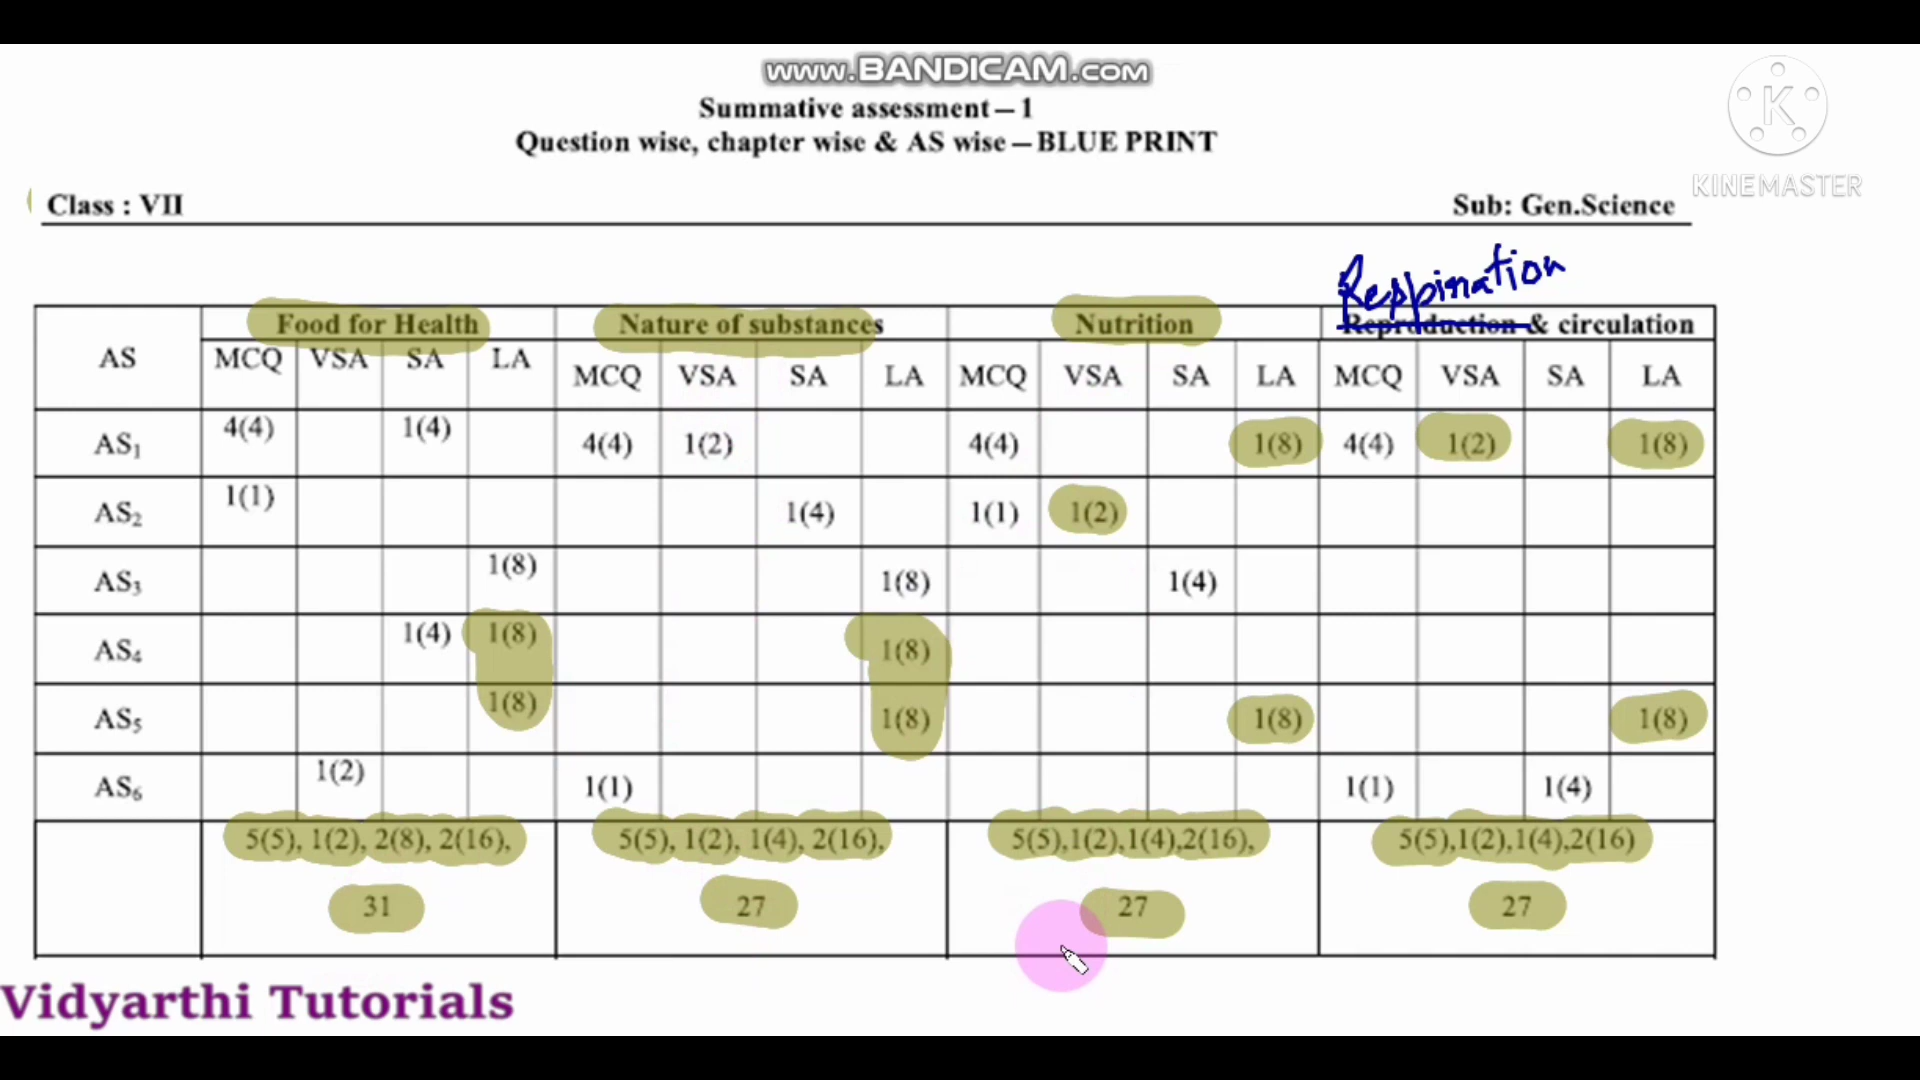 www.BANDICAM.com
Summative assessment – 1
Question wise, chapter wise & AS wise – BLUE PRINT
K
KINEMASTER
Class : VII Sub: Gen.Science
Reppination
Food for Health Nature of substances Nutrition Reproduction & circulation
AS MCQ VSA SA LA MCQ VSA SA LA MCQ VSA SA LA MCQ VSA SA LA
AS₁ 4(4) 1(4) 4(4) 1(2) 4(4) 1(8) 4(4) 1(2) 1(8)
AS₂ 1(1) 1(4) 1(1) 1(2)
AS₃ 1(8) 1(8) 1(4)
AS₄ 1(4) 1(8) 1(8)
AS₅ 1(8) 1(8) 1(8) 1(8)
AS₆ 1(2) 1(1) 1(1) 1(4)
5(5), 1(2), 2(8), 2(16), 5(5), 1(2), 1(4), 2(16), 5(5),1(2),1(4),2(16), 5(5),1(2),1(4),2(16)
31 27 27 27
Vidyarthi Tutorials